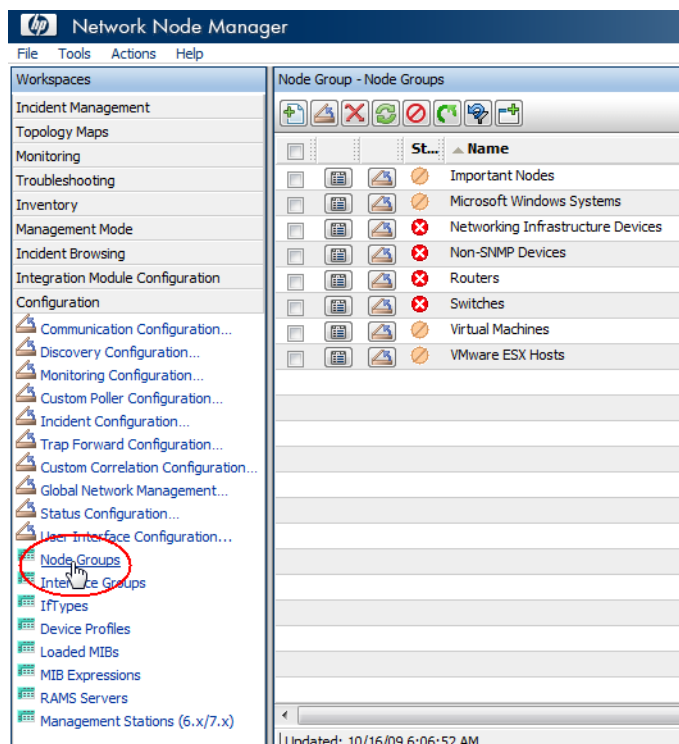 hp Network Node Manager
File Tools Actions Help
Workspaces
Incident Management
Topology Maps
Monitoring
Troubleshooting
Inventory
Management Mode
Incident Browsing
Integration Module Configuration
Configuration
Communication Configuration...
Discovery Configuration...
Monitoring Configuration...
Custom Poller Configuration...
Incident Configuration...
Trap Forward Configuration...
Custom Correlation Configuration...
Global Network Management...
Status Configuration...
User Interface Configuration...
Node Groups
Interface Groups
IfTypes
Device Profiles
Loaded MIBs
MIB Expressions
RAMS Servers
Management Stations (6.x/7.x)
Node Group - Node Groups
St... Name
Important Nodes
Microsoft Windows Systems
Networking Infrastructure Devices
Non-SNMP Devices
Routers
Switches
Virtual Machines
VMware ESX Hosts
Updated: 10/16/09 6:06:52 AM